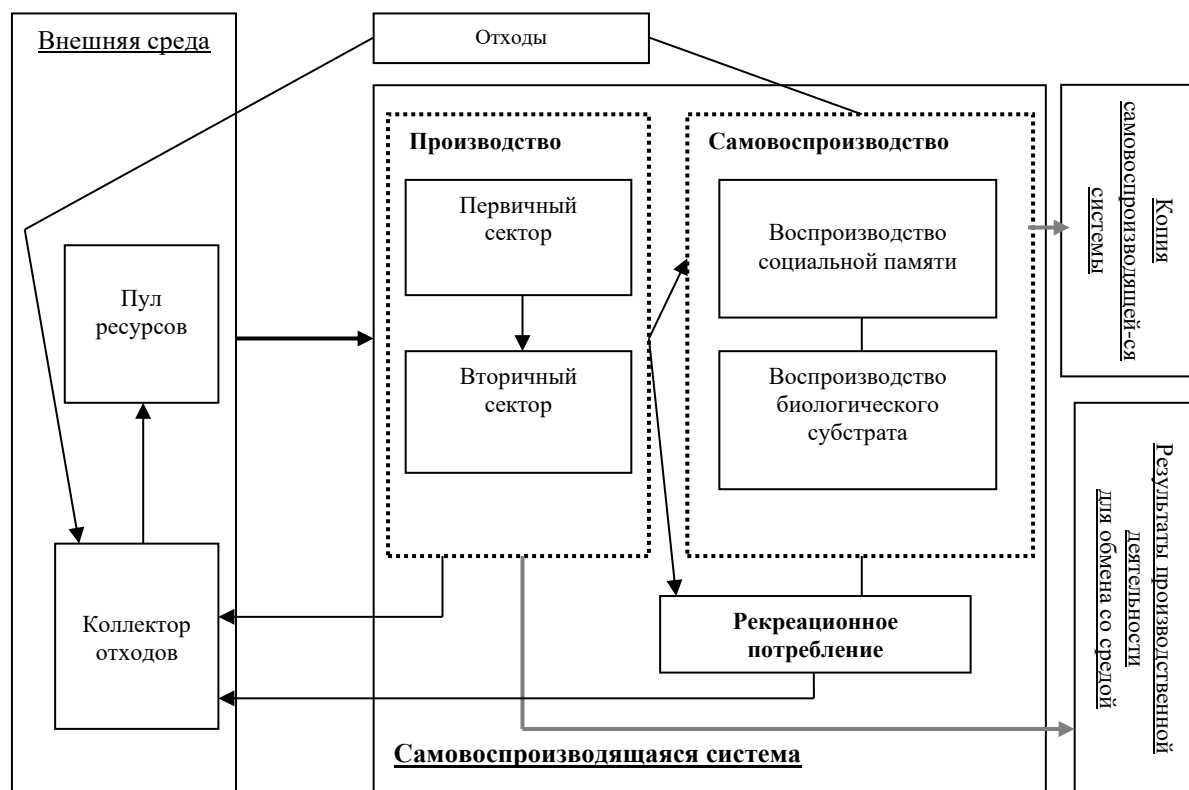 Внешняя среда
Отходы
Производство
Самовоспроизводство
Первичный
сектор
Воспроизводство
социальной памяти
Пул
ресурсов
Вторичный
сектор
Воспроизводство
биологического
субстрата
Коллектор
отходов
Рекреационное
потребление
Самовоспроизводящаяся система
Копия
самовоспроизводящей-ся
системы
Результаты производственной
деятельности
для обмена со средой